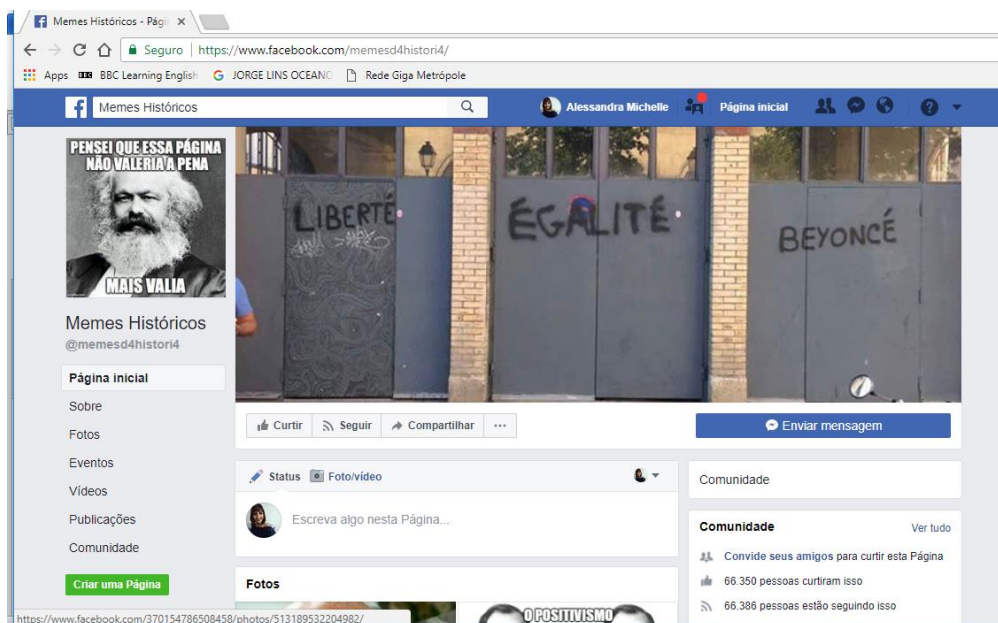 Memes Históricos - Pági
Seguro | https://www.facebook.com/memesd4histori4/
Apps BBC Learning English JORGE LINS OCEANO Rede Giga Metrópole
Memes Históricos
Alessandra Michelle
Página inicial
PENSEI QUE ESSA PÁGINA
NÃO VALERIA A PENA
MAIS VALIA
LIBERTÉ
ÉGALITÉ
BEYONCÉ
Memes Históricos
@memesd4histori4
Página inicial
Sobre
Fotos
Eventos
Vídeos
Publicações
Comunidade
Criar uma Página
Curtir Seguir Compartilhar ...
Enviar mensagem
Status Foto/vídeo
Escreva algo nesta Página...
Fotos
O POSITIVISMO
Comunidade
Comunidade Ver tudo
Convide seus amigos para curtir esta Página
66.350 pessoas curtiram isso
66.386 pessoas estão seguindo isso
https://www.facebook.com/370154786508458/photos/513189532204982/